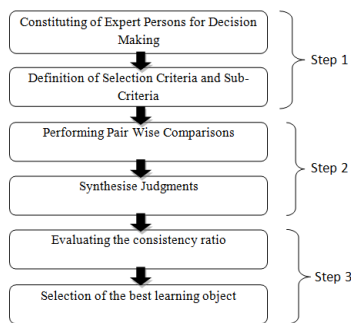 Constituting of Expert Persons for Decision
Making
Step 1
Definition of Selection Criteria and Sub-
Criteria
Performing Pair Wise Comparisons
Step 2
Synthesise Judgments
Evaluating the consistency ratio
Step 3
Selection of the best learning object